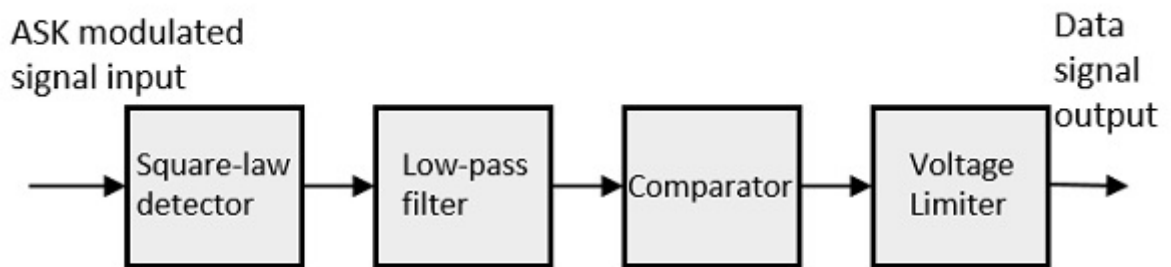 ASK modulated
signal input
Data
signal
output
Square-law
detector
Low-pass
filter
Comparator
Voltage
Limiter